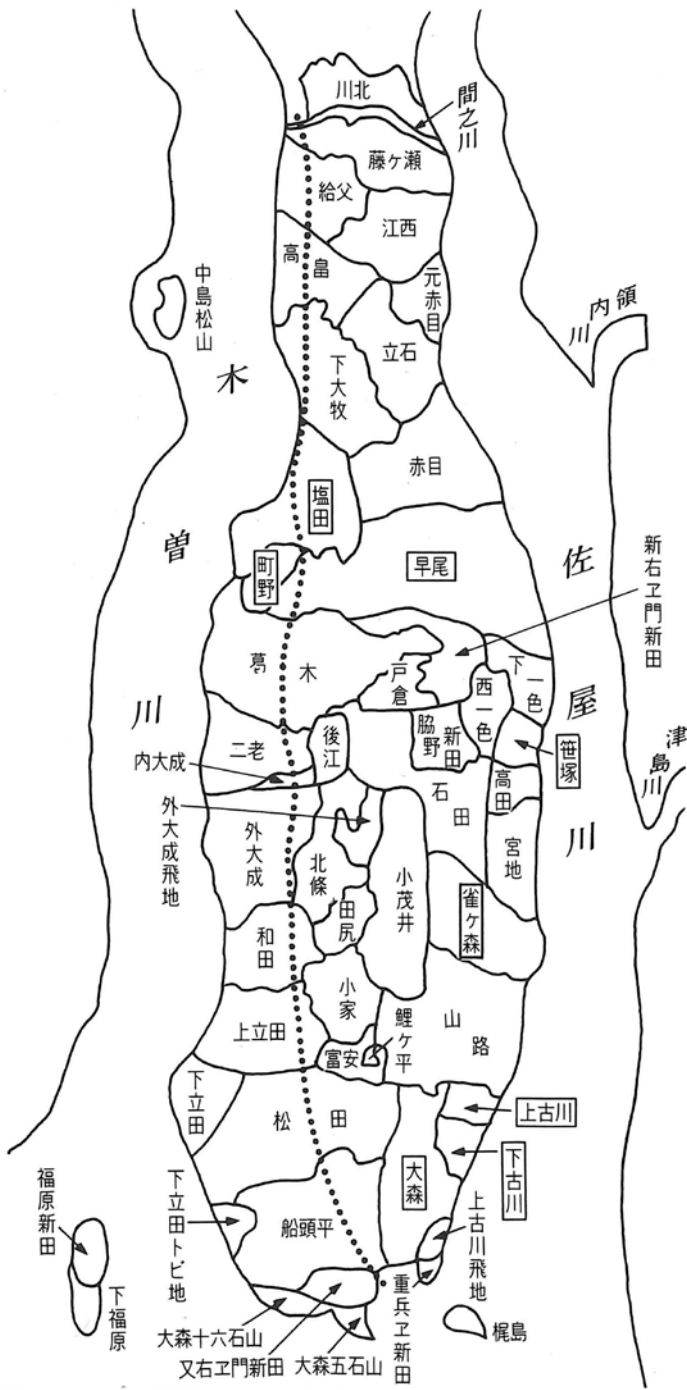 川北
間之川
藤ヶ瀬
給父
江西
高畠
元赤目
中島松山
領内川
立石
下大牧
木曽川
赤目
塩田
町野
早尾
佐屋川
新右ヱ門新田
葛木
戸倉
西一色
下一色
二老
後江
脇野新田
笹塚
津島川
内大成
高田
石田
外大成飛地
外大成
北條
宮地
小茂井
田尻
雀ヶ森
和田
小家
山路
上立田
富安
鯉ヶ平
下立田
松田
上古川
大森
下古川
福原新田
下立田トビ地
船頭平
上古川飛地
下福原
重兵ヱ新田
大森十六石山
又右ヱ門新田
大森五石山
梶島